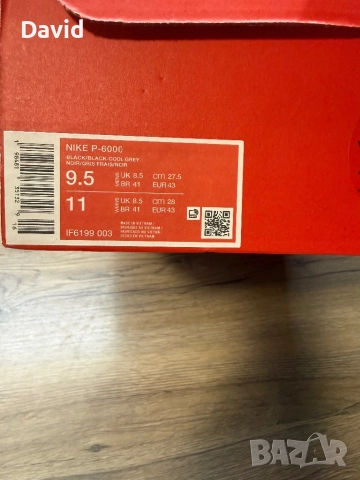 David
NIKE P-6000
BLACK/BLACK-COOL GREY
NOIR/GRIS FRAIS/NOIR
9.5 UK 8.5 CM 27.5
BR 41 EUR 43
11 UK 8.5 CM 28
BR 41 EUR 43
IF6199 003
MADE IN VIETNAM /
BAZAR